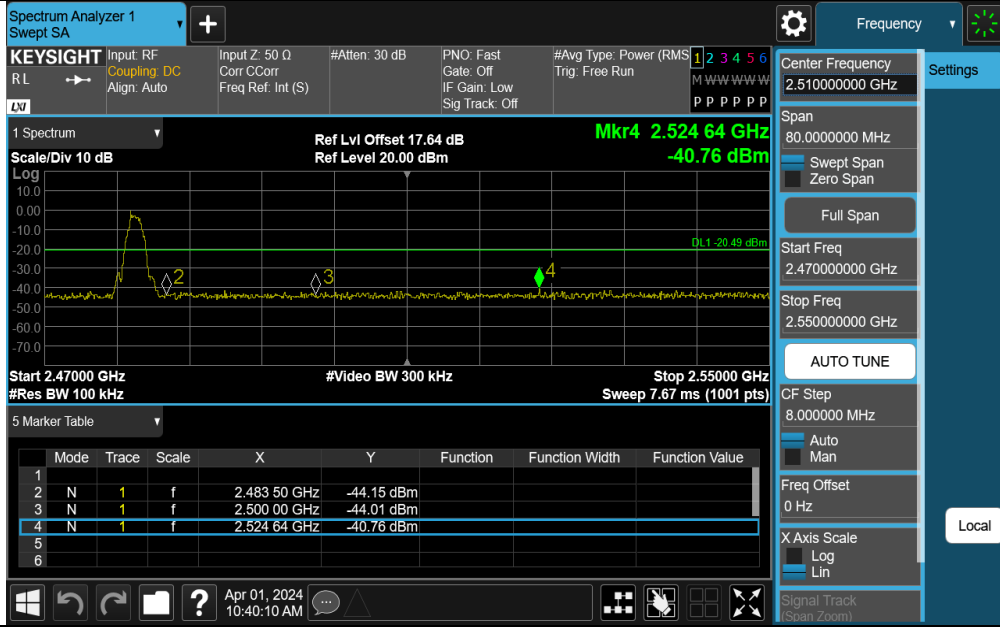 Spectrum Analyzer 1
Swept SA
+
Frequency
KEYSIGHT
RL
LXI
Input: RF
Coupling: DC
Align: Auto
Input Z: 50 Ω
Corr CCorr
Freq Ref: Int (S)
#Atten: 30 dB
PNO: Fast
Gate: Off
IF Gain: Low
Sig Track: Off
#Avg Type: Power (RMS
Trig: Free Run
1 2 3 4 5 6
M W W W W W
P P P P P P
1 Spectrum
Scale/Div 10 dB
Ref Lvl Offset 17.64 dB
Ref Level 20.00 dBm
Mkr4 2.524 64 GHz
-40.76 dBm
Log
10.0
0.00
-10.0
-20.0
-30.0
-40.0
-50.0
-60.0
-70.0
DL1 -20.49 dBm
2
3
4
Start 2.47000 GHz
#Video BW 300 kHz
Stop 2.55000 GHz
#Res BW 100 kHz
Sweep 7.67 ms (1001 pts)
5 Marker Table
Mode Trace Scale X Y Function Function Width Function Value
1
2 N 1 f 2.483 50 GHz -44.15 dBm
3 N 1 f 2.500 00 GHz -44.01 dBm
4 N 1 f 2.524 64 GHz -40.76 dBm
5
6
?
Apr 01, 2024
10:40:10 AM
Center Frequency
2.510000000 GHz
Span
80.0000000 MHz
Swept Span
Zero Span
Full Span
Start Freq
2.470000000 GHz
Stop Freq
2.550000000 GHz
AUTO TUNE
CF Step
8.000000 MHz
Auto
Man
Freq Offset
0 Hz
X Axis Scale
Log
Lin
Signal Track
(Span Zoom)
Settings
Local